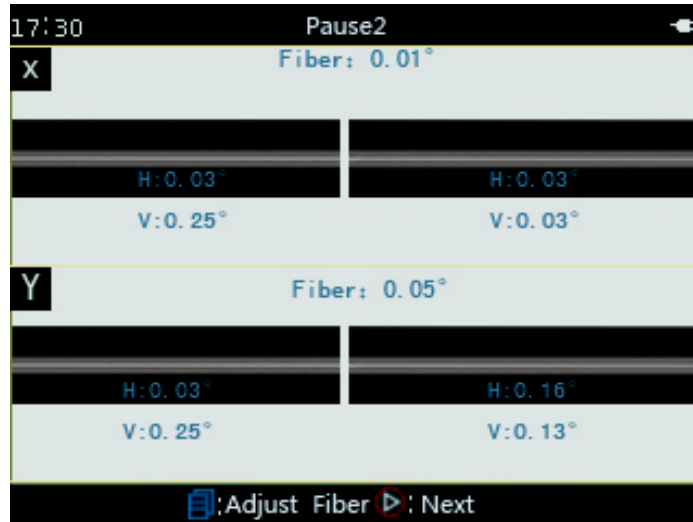 17:30 Pause2
X Fiber: 0.01°
H:0.03° H:0.03°
V:0.25° V:0.03°
Y Fiber: 0.05°
H:0.03° H:0.16°
V:0.25° V:0.13°
:Adjust Fiber : Next